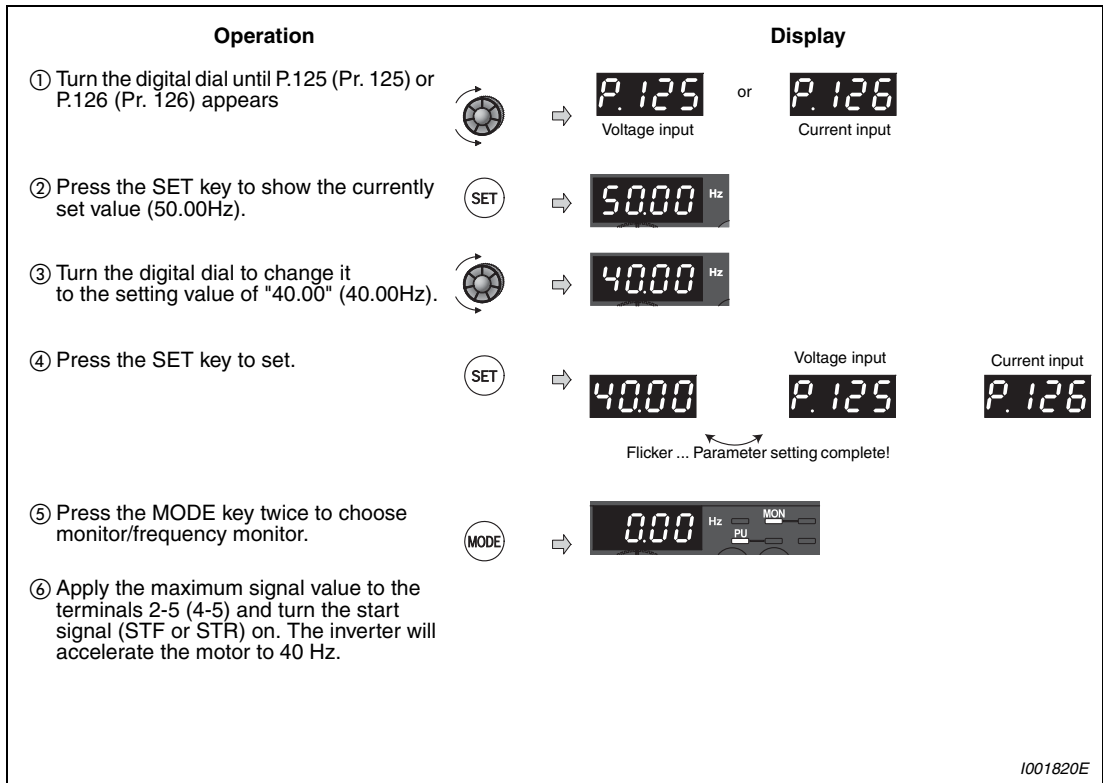 Operation
Display
① Turn the digital dial until P.125 (Pr. 125) or
P.126 (Pr. 126) appears
P. 125
or
P. 126
Voltage input
Current input
② Press the SET key to show the currently
set value (50.00Hz).
SET
50.00 Hz
③ Turn the digital dial to change it
to the setting value of "40.00" (40.00Hz).
40.00 Hz
④ Press the SET key to set.
SET
Voltage input
Current input
40.00
P. 125
P. 126
Flicker ... Parameter setting complete!
⑤ Press the MODE key twice to choose
monitor/frequency monitor.
MODE
0.00 Hz
MON
PU
⑥ Apply the maximum signal value to the
terminals 2-5 (4-5) and turn the start
signal (STF or STR) on. The inverter will
accelerate the motor to 40 Hz.
I001820E